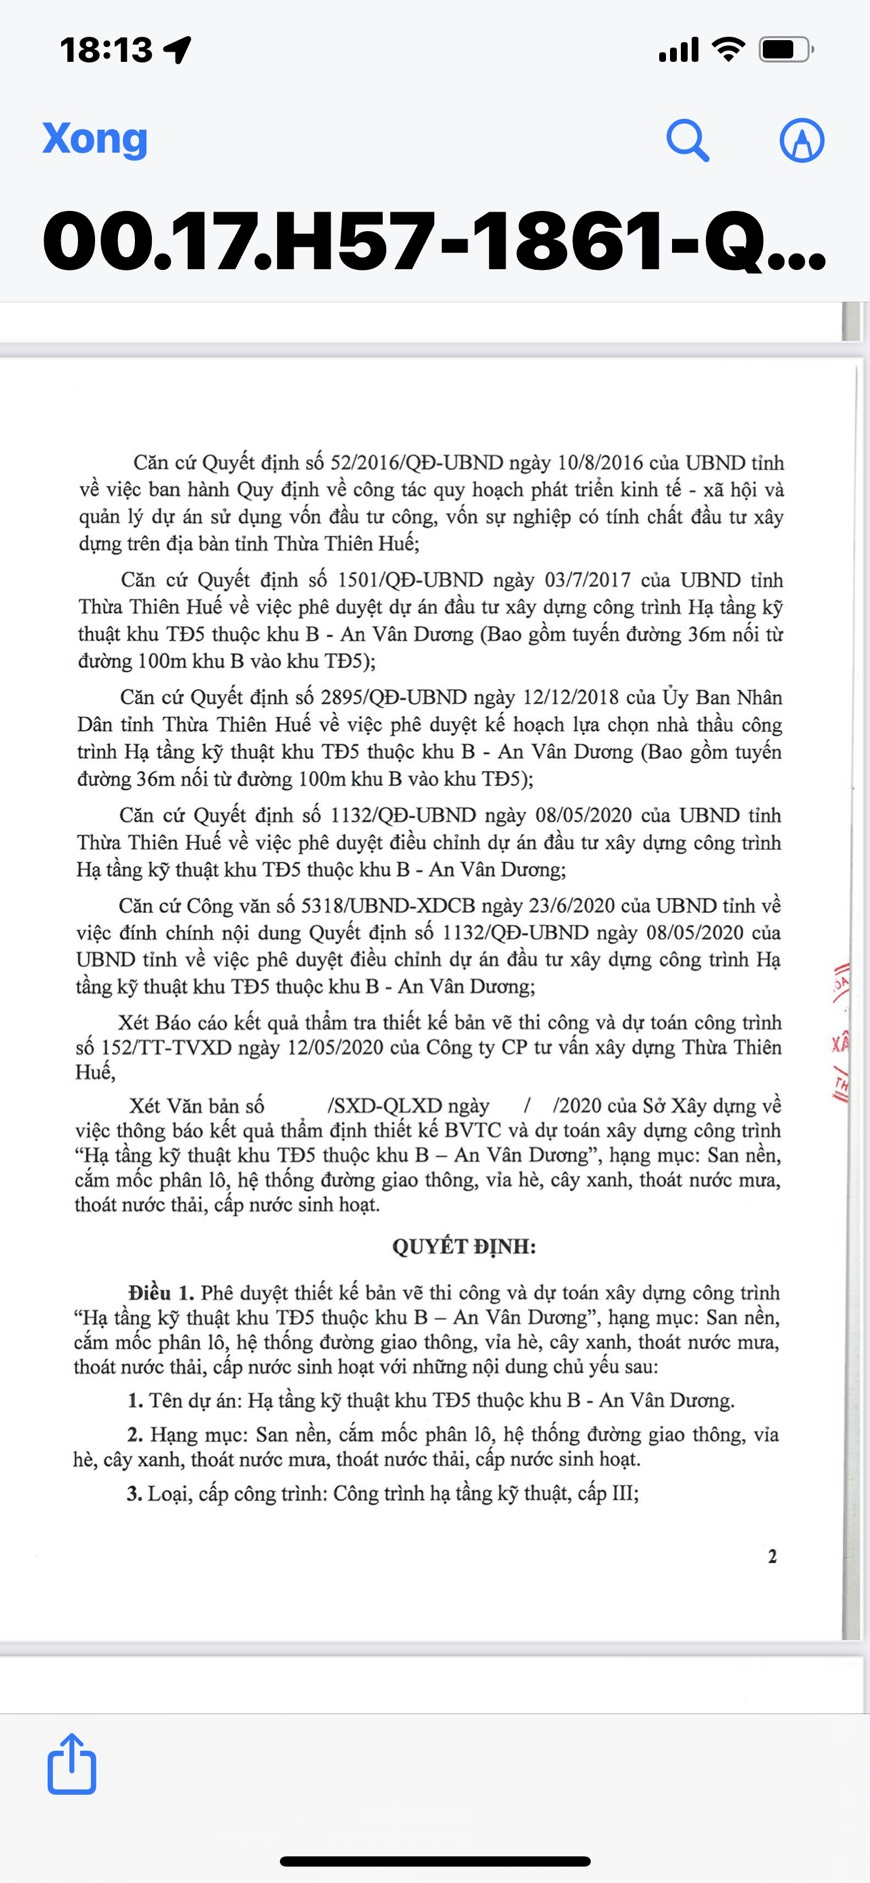 18:13
Xong
00.17.H57-1861-Q...
Căn cứ Quyết định số 52/2016/QĐ-UBND ngày 10/8/2016 của UBND tỉnh
về việc ban hành Quy định về công tác quy hoạch phát triển kinh tế - xã hội và
quản lý dự án sử dụng vốn đầu tư công, vốn sự nghiệp có tính chất đầu tư xây
dựng trên địa bàn tỉnh Thừa Thiên Huế;
Căn cứ Quyết định số 1501/QĐ-UBND ngày 03/7/2017 của UBND tỉnh
Thừa Thiên Huế về việc phê duyệt dự án đầu tư xây dựng công trình Hạ tầng kỹ
thuật khu TĐ5 thuộc khu B - An Vân Dương (Bao gồm tuyến đường 36m nối từ
đường 100m khu B vào khu TĐ5);
Căn cứ Quyết định số 2895/QĐ-UBND ngày 12/12/2018 của Ủy Ban Nhân
Dân tỉnh Thừa Thiên Huế về việc phê duyệt kế hoạch lựa chọn nhà thầu công
trình Hạ tầng kỹ thuật khu TĐ5 thuộc khu B - An Vân Dương (Bao gồm tuyến
đường 36m nối từ đường 100m khu B vào khu TĐ5);
Căn cứ Quyết định số 1132/QĐ-UBND ngày 08/05/2020 của UBND tỉnh
Thừa Thiên Huế về việc phê duyệt điều chỉnh dự án đầu tư xây dựng công trình
Hạ tầng kỹ thuật khu TĐ5 thuộc khu B - An Vân Dương;
Căn cứ Công văn số 5318/UBND-XDCB ngày 23/6/2020 của UBND tỉnh về
việc đính chính nội dung Quyết định số 1132/QĐ-UBND ngày 08/05/2020 của
UBND tỉnh về việc phê duyệt điều chỉnh dự án đầu tư xây dựng công trình Hạ
tầng kỹ thuật khu TĐ5 thuộc khu B - An Vân Dương;
Xét Báo cáo kết quả thẩm tra thiết kế bản vẽ thi công và dự toán công trình
số 152/TT-TVXD ngày 12/05/2020 của Công ty CP tư vấn xây dựng Thừa Thiên
Huế,
Xét Văn bản số /SXD-QLXD ngày / /2020 của Sở Xây dựng về
việc thông báo kết quả thẩm định thiết kế BVTC và dự toán xây dựng công trình
“Hạ tầng kỹ thuật khu TĐ5 thuộc khu B – An Vân Dương”, hạng mục: San nền,
cắm mốc phân lô, hệ thống đường giao thông, vỉa hè, cây xanh, thoát nước mưa,
thoát nước thải, cấp nước sinh hoạt.
QUYẾT ĐỊNH:
Điều 1. Phê duyệt thiết kế bản vẽ thi công và dự toán xây dựng công trình
“Hạ tầng kỹ thuật khu TĐ5 thuộc khu B – An Vân Dương”, hạng mục: San nền,
cắm mốc phân lô, hệ thống đường giao thông, vỉa hè, cây xanh, thoát nước mưa,
thoát nước thải, cấp nước sinh hoạt với những nội dung chủ yếu sau:
1. Tên dự án: Hạ tầng kỹ thuật khu TĐ5 thuộc khu B - An Vân Dương.
2. Hạng mục: San nền, cắm mốc phân lô, hệ thống đường giao thông, vỉa
hè, cây xanh, thoát nước mưa, thoát nước thải, cấp nước sinh hoạt.
3. Loại, cấp công trình: Công trình hạ tầng kỹ thuật, cấp III;
2